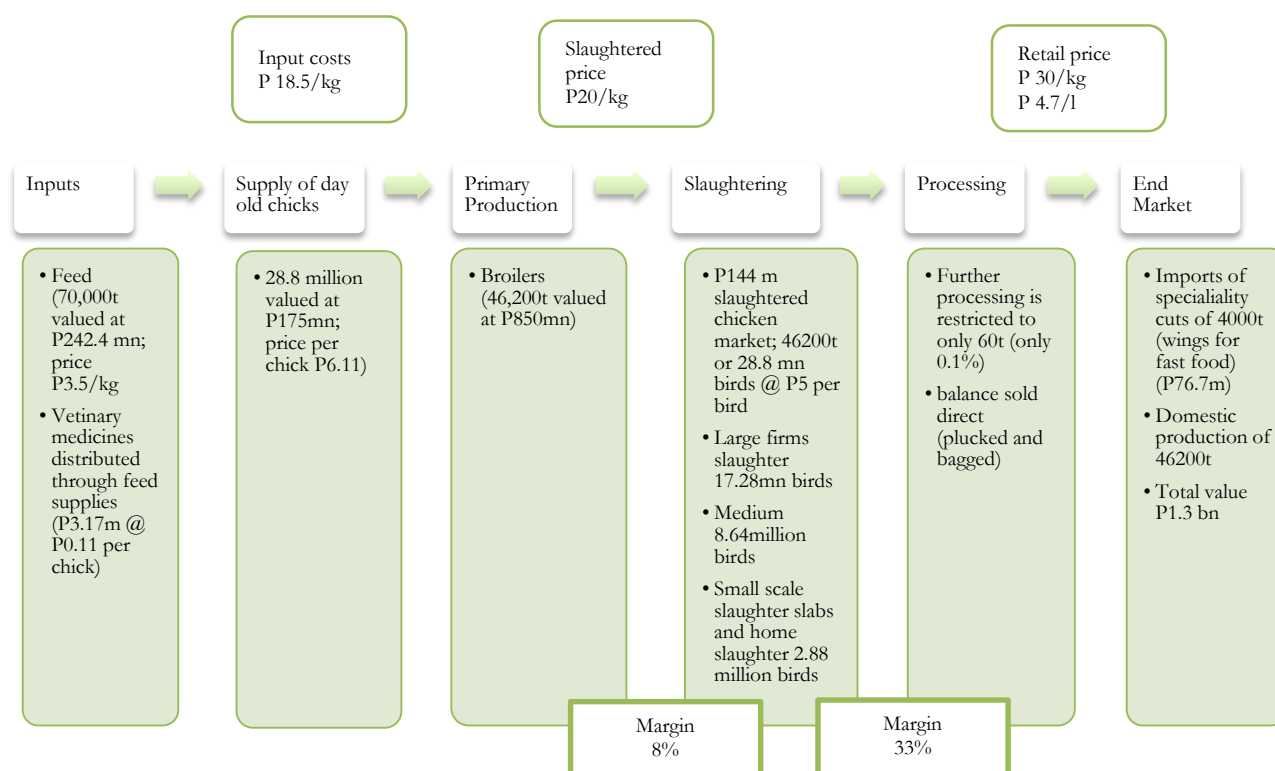 Input costs
P 18.5/kg
Slaughtered
price
P20/kg
Retail price
P 30/kg
P 4.7/l
Inputs
Supply of day
old chicks
Primary
Production
Slaughtering
Processing
End
Market
• Feed
(70,000t
valued at
P242.4 mn;
price
P3.5/kg
• Vetinary
medicines
distributed
through feed
supplies
(P3.17m @
P0.11 per
chick)
• 28.8 million
valued at
P175mn;
price per
chick P6.11)
• Broilers
(46,200t valued
at P850mn)
• P144 m
slaughtered
chicken
market; 46200t
or 28.8 mn
birds @ P5 per
bird
• Large firms
slaughter
17.28mn birds
• Medium
8.64million
birds
• Small scale
slaughter slabs
and home
slaughter 2.88
million birds
• Further
processing is
restricted to
only 60t (only
0.1%)
• balance sold
direct
(plucked and
bagged)
• Imports of
specialiality
cuts of 4000t
(wings for
fast food)
(P76.7m)
• Domestic
production of
46200t
• Total value
P1.3 bn
Margin
8%
Margin
33%